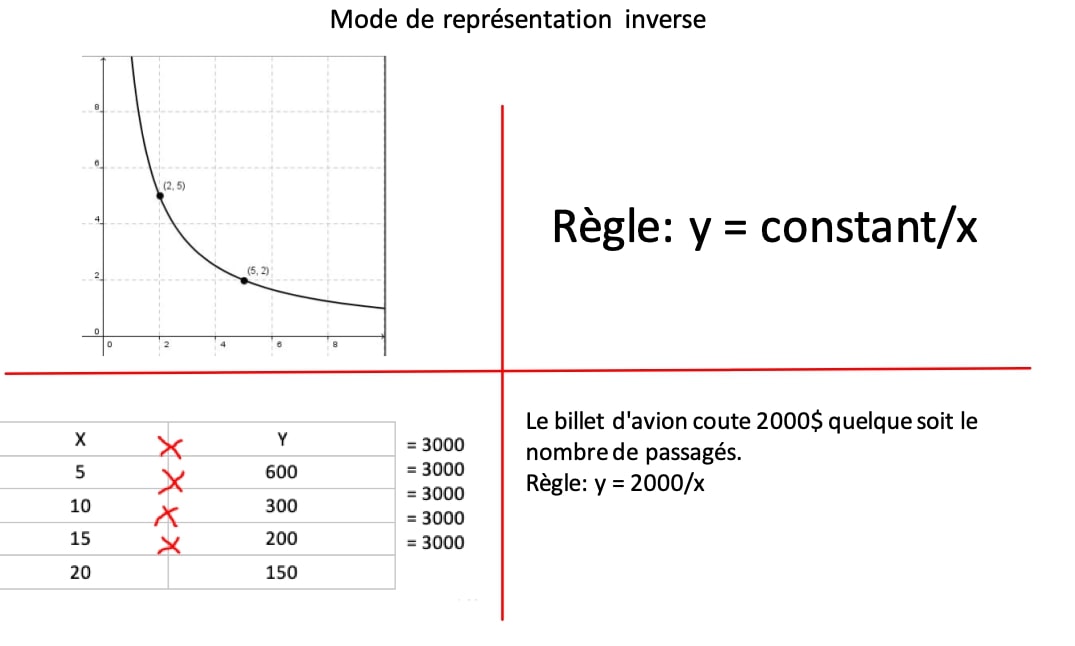 Mode de représentation inverse
8
6
(2, 5)
4
(5, 2)
2
0
0 2 4 6 8
Règle: y = constant/x
X Y
5 600
10 300
15 200
20 150
= 3000
= 3000
= 3000
= 3000
= 3000
Le billet d'avion coute 2000$ quelque soit le
nombre de passagés.
Règle: y = 2000/x